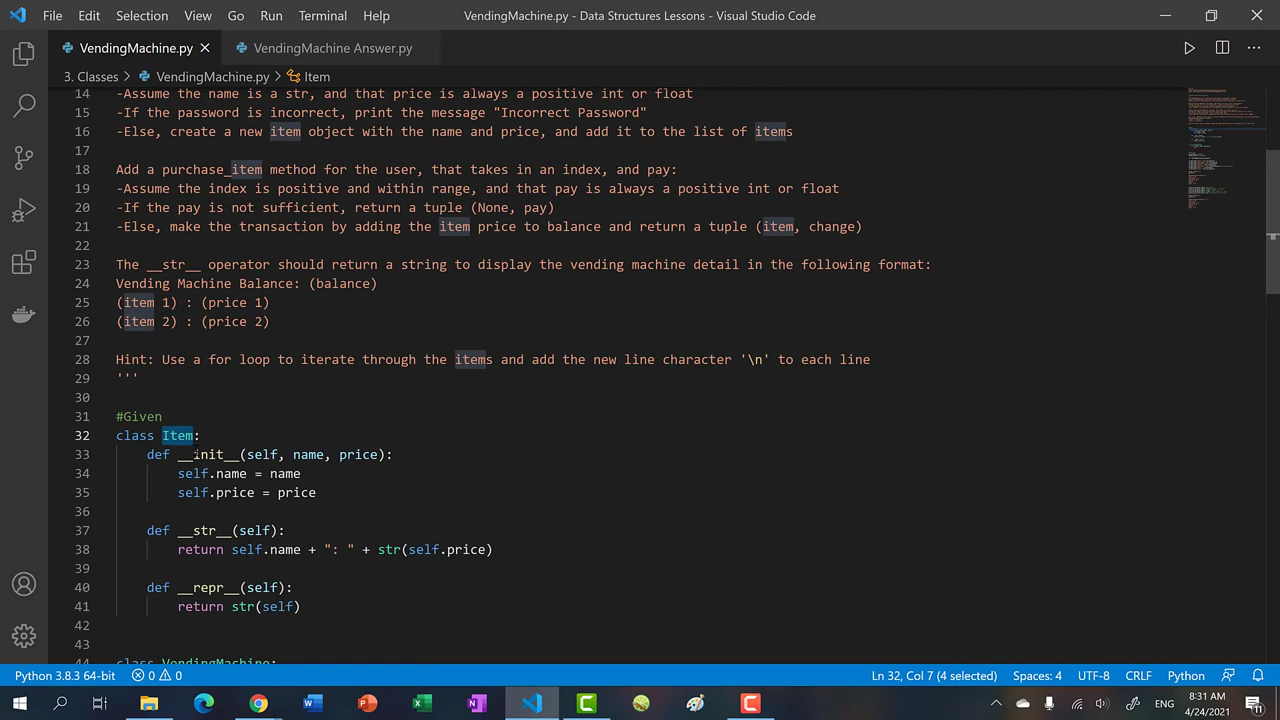 File Edit Selection View Go Run Terminal Help
VendingMachine.py - Data Structures Lessons - Visual Studio Code
VendingMachine.py
VendingMachine Answer.py
3. Classes > VendingMachine.py > Item
14 -Assume the name is a str, and that price is always a positive int or float
15 -If the password is incorrect, print the message "Incorrect Password"
16 -Else, create a new item object with the name and price, and add it to the list of items
17
18 Add a purchase_item method for the user, that takes in an index, and pay:
19 -Assume the index is positive and within range, and that pay is always a positive int or float
20 -If the pay is not sufficient, return a tuple (None, pay)
21 -Else, make the transaction by adding the item price to balance and return a tuple (item, change)
22
23 The __str__ operator should return a string to display the vending machine detail in the following format:
24 Vending Machine Balance: (balance)
25 (item 1) : (price 1)
26 (item 2) : (price 2)
27
28 Hint: Use a for loop to iterate through the items and add the new line character '\n' to each line
29 '''
30
31 #Given
32 class Item:
33 def __init__(self, name, price):
34 self.name = name
35 self.price = price
36
37 def __str__(self):
38 return self.name + ": " + str(self.price)
39
40 def __repr__(self):
41 return str(self)
42
43
44 class VendingMachine:
Python 3.8.3 64-bit 0 0 Ln 32, Col 7 (4 selected) Spaces: 4 UTF-8 CRLF Python
ENG
8:31 AM
4/24/2021